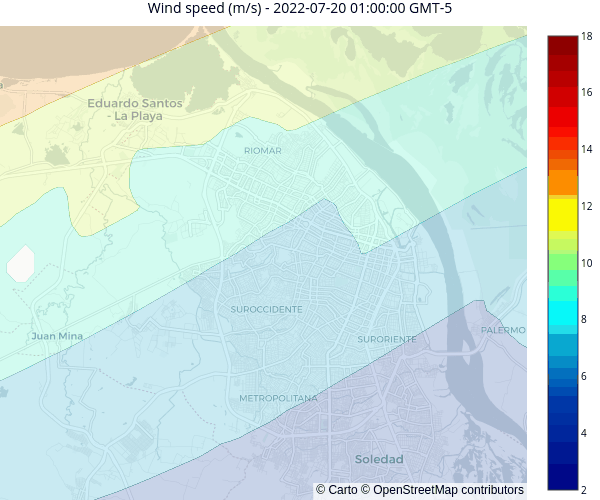 Wind speed (m/s) - 2022-07-20 01:00:00 GMT-5
Eduardo Santos
- La Playa
RIOMAR
SUROCCIDENTE
Juan Mina
SURORIENTE
PALERMO
METROPOLITANA
Soledad
© Carto © OpenStreetMap contributors
18
16
14
12
10
8
6
4
2